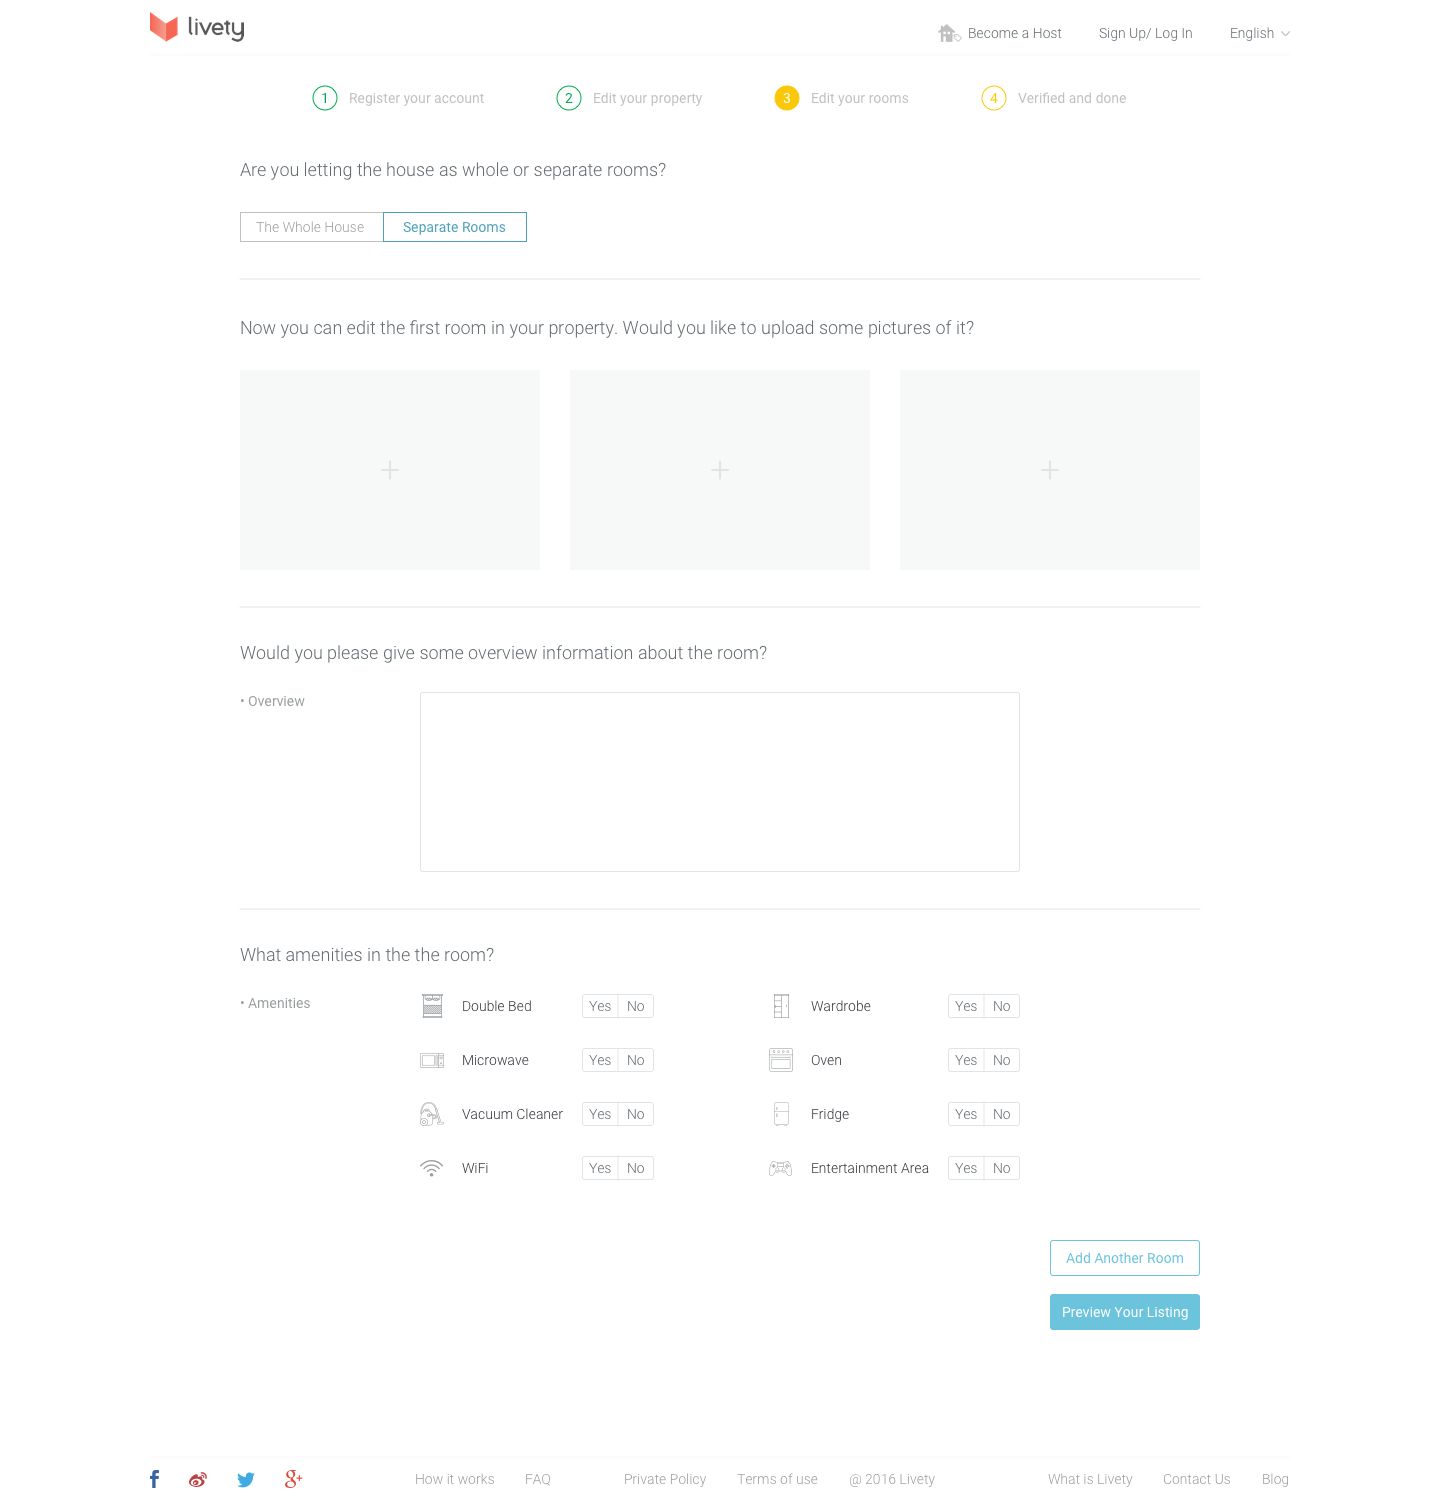 livety
Become a Host
Sign Up/ Log In
English
1 Register your account
2 Edit your property
3 Edit your rooms
4 Verified and done
Are you letting the house as whole or separate rooms?
The Whole House
Separate Rooms
Now you can edit the first room in your property. Would you like to upload some pictures of it?
Would you please give some overview information about the room?
• Overview
What amenities in the the room?
• Amenities
Double Bed Yes No
Wardrobe Yes No
Microwave Yes No
Oven Yes No
Vacuum Cleaner Yes No
Fridge Yes No
WiFi Yes No
Entertainment Area Yes No
Add Another Room
Preview Your Listing
How it works
FAQ
Private Policy
Terms of use
@ 2016 Livety
What is Livety
Contact Us
Blog